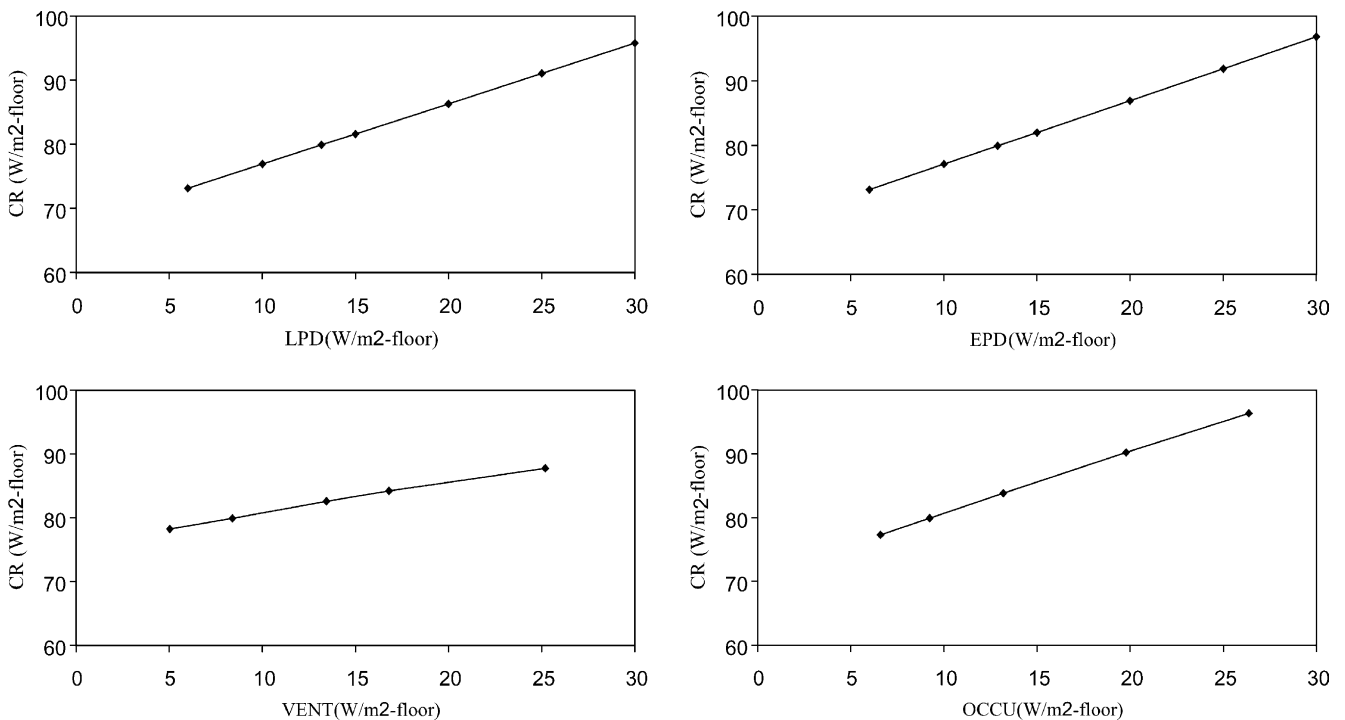 100
90
80
70
60
CR (W/m2-floor)
0 5 10 15 20 25 30
LPD(W/m2-floor)
100
90
80
70
60
CR (W/m2-floor)
0 5 10 15 20 25 30
EPD(W/m2-floor)
100
90
80
70
60
CR (W/m2-floor)
0 5 10 15 20 25 30
VENT(W/m2-floor)
100
90
80
70
60
CR (W/m2-floor)
0 5 10 15 20 25 30
OCCU(W/m2-floor)